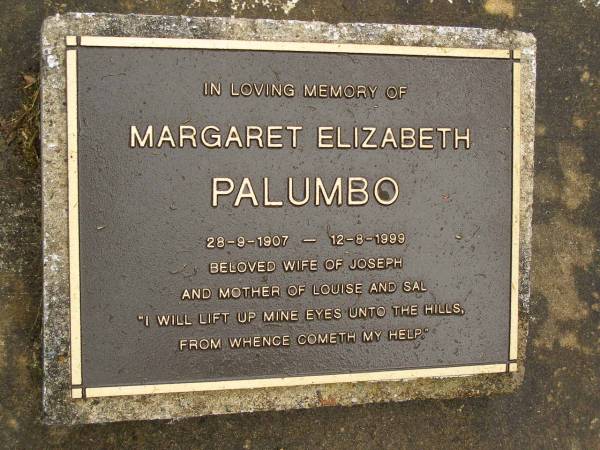 IN LOVING MEMORY OF
MARGARET ELIZABETH
PALUMBO
28-9-1907 — 12-8-1999
BELOVED WIFE OF JOSEPH
AND MOTHER OF LOUISE AND SAL
"I WILL LIFT UP MINE EYES UNTO THE HILLS,
FROM WHENCE COMETH MY HELP."